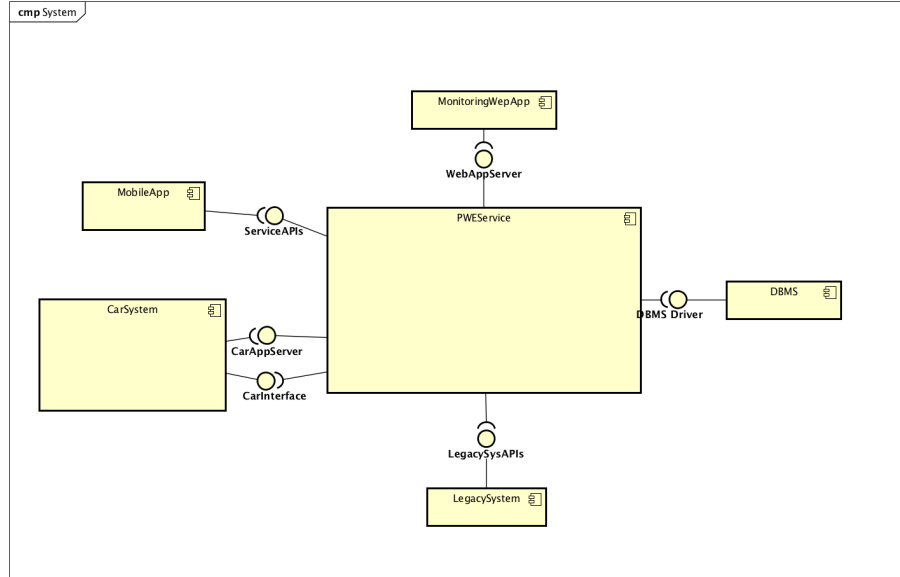 cmp System
MonitoringWepApp
WebAppServer
MobileApp
ServiceAPIs
PWEService
CarSystem
CarAppServer
CarInterface
DBMS
DBMS Driver
LegacySysAPIs
LegacySystem